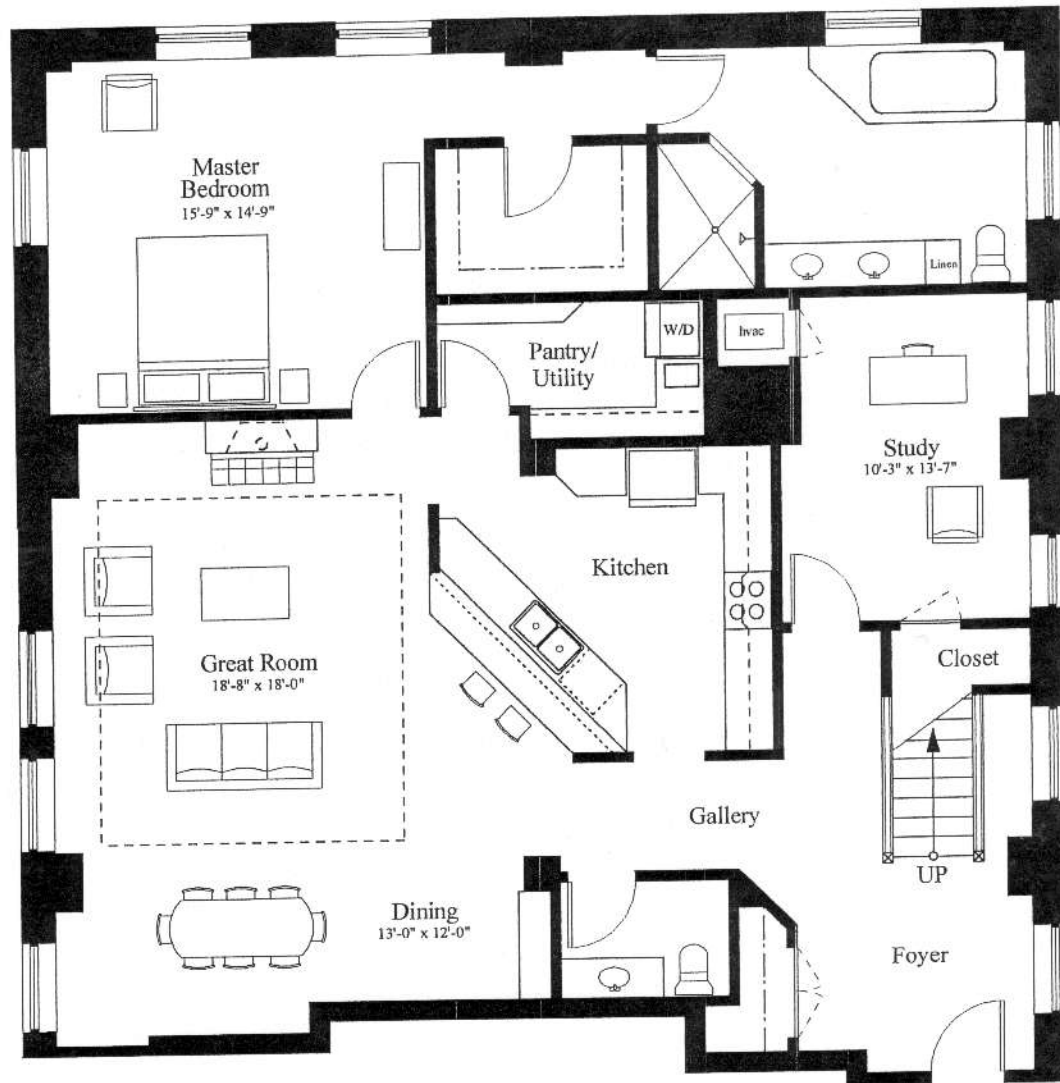 Master
Bedroom
15'-9" x 14'-9"
Linen
W/D
hvac
Pantry/
Utility
Study
10'-3" x 13'-7"
Kitchen
Great Room
18'-8" x 18'-0"
Closet
Gallery
UP
Dining
13'-0" x 12'-0"
Foyer